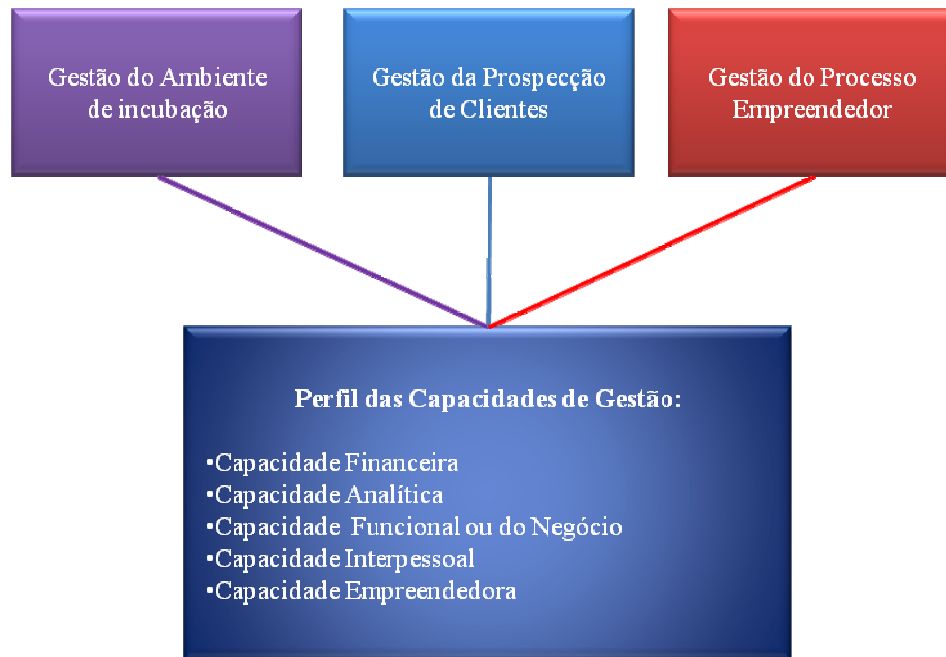 Gestão do Ambiente
de incubação
Gestão da Prospecção
de Clientes
Gestão do Processo
Empreendedor
Perfil das Capacidades de Gestão:
•Capacidade Financeira
•Capacidade Analítica
•Capacidade Funcional ou do Negócio
•Capacidade Interpessoal
•Capacidade Empreendedora